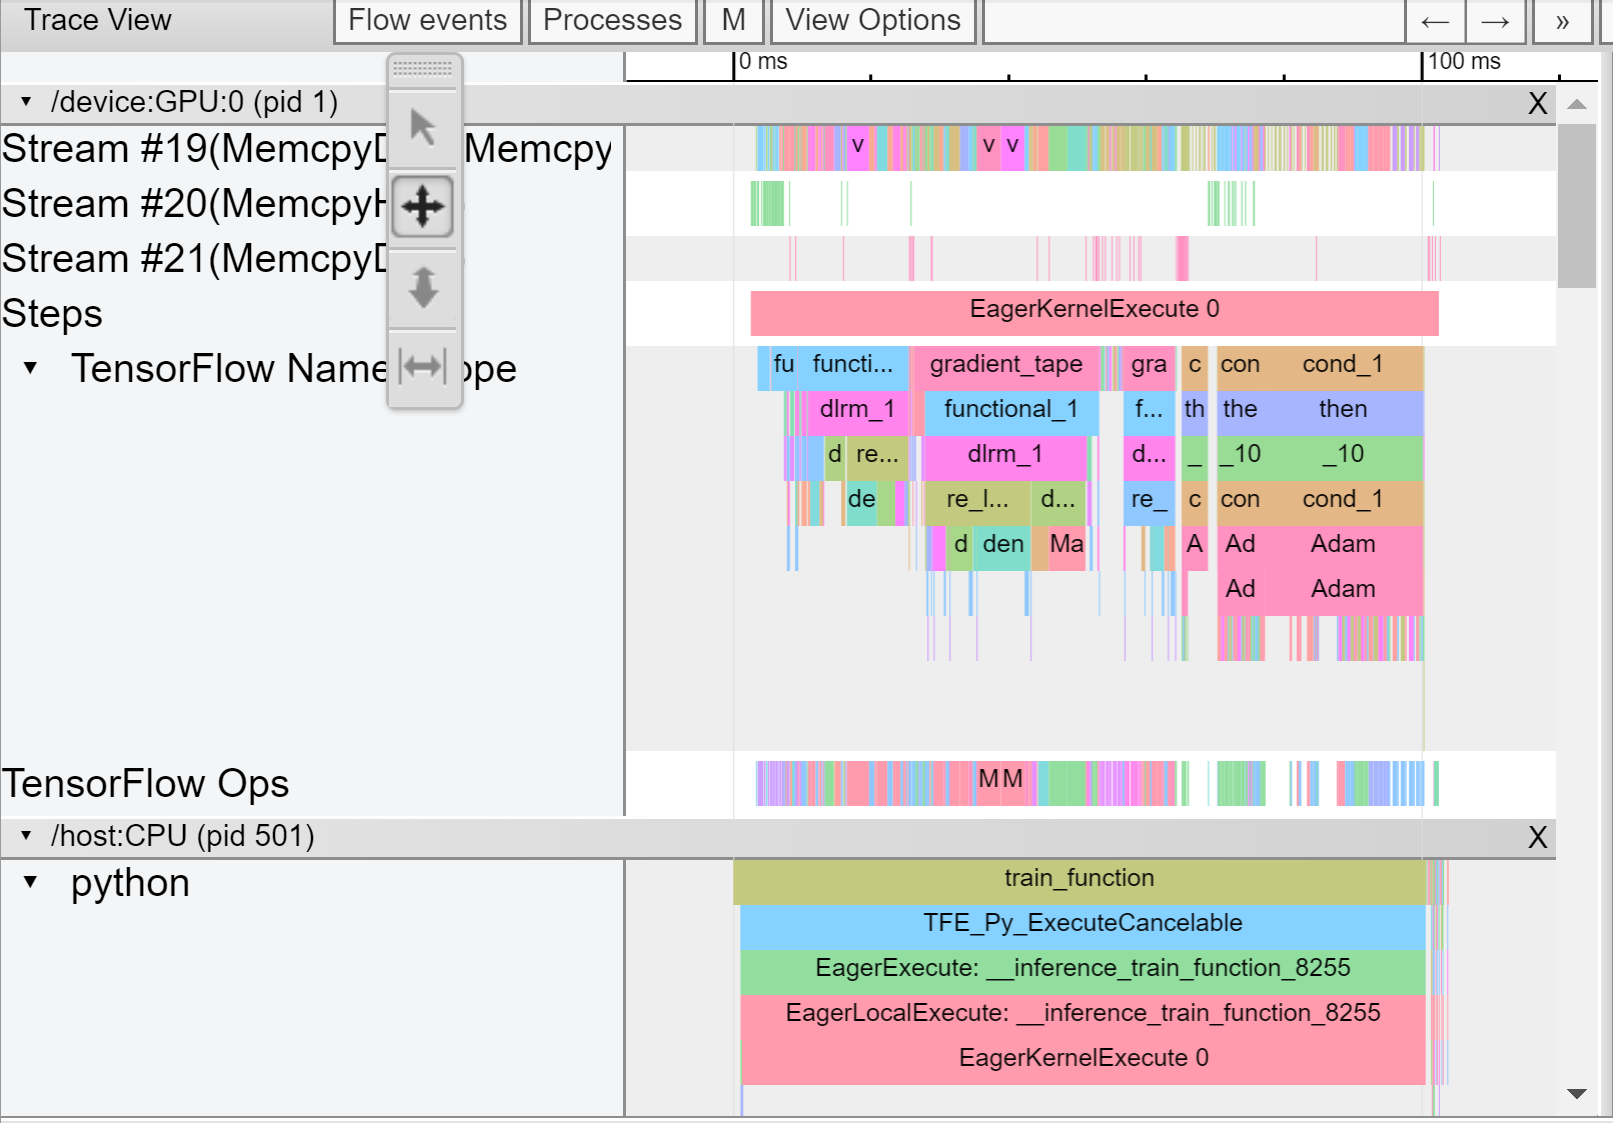 Trace View Flow events Processes M View Options ← → »
0 ms 100 ms
/device:GPU:0 (pid 1) X
Stream #19(Memcpy Memcpy
v v v
Stream #20(Memcpy
Stream #21(Memcpy
Steps EagerKernelExecute 0
TensorFlow Name ope
fu functi... gradient_tape gra c con cond_1
dlrm_1 functional_1 f... th the then
d re... dlrm_1 d... _ _10 _10
de re_l... d... re_ c con cond_1
d den Ma A Ad Adam
Ad Adam
TensorFlow Ops M M
/host:CPU (pid 501) X
python train_function
TFE_Py_ExecuteCancelable
EagerExecute: __inference_train_function_8255
EagerLocalExecute: __inference_train_function_8255
EagerKernelExecute 0